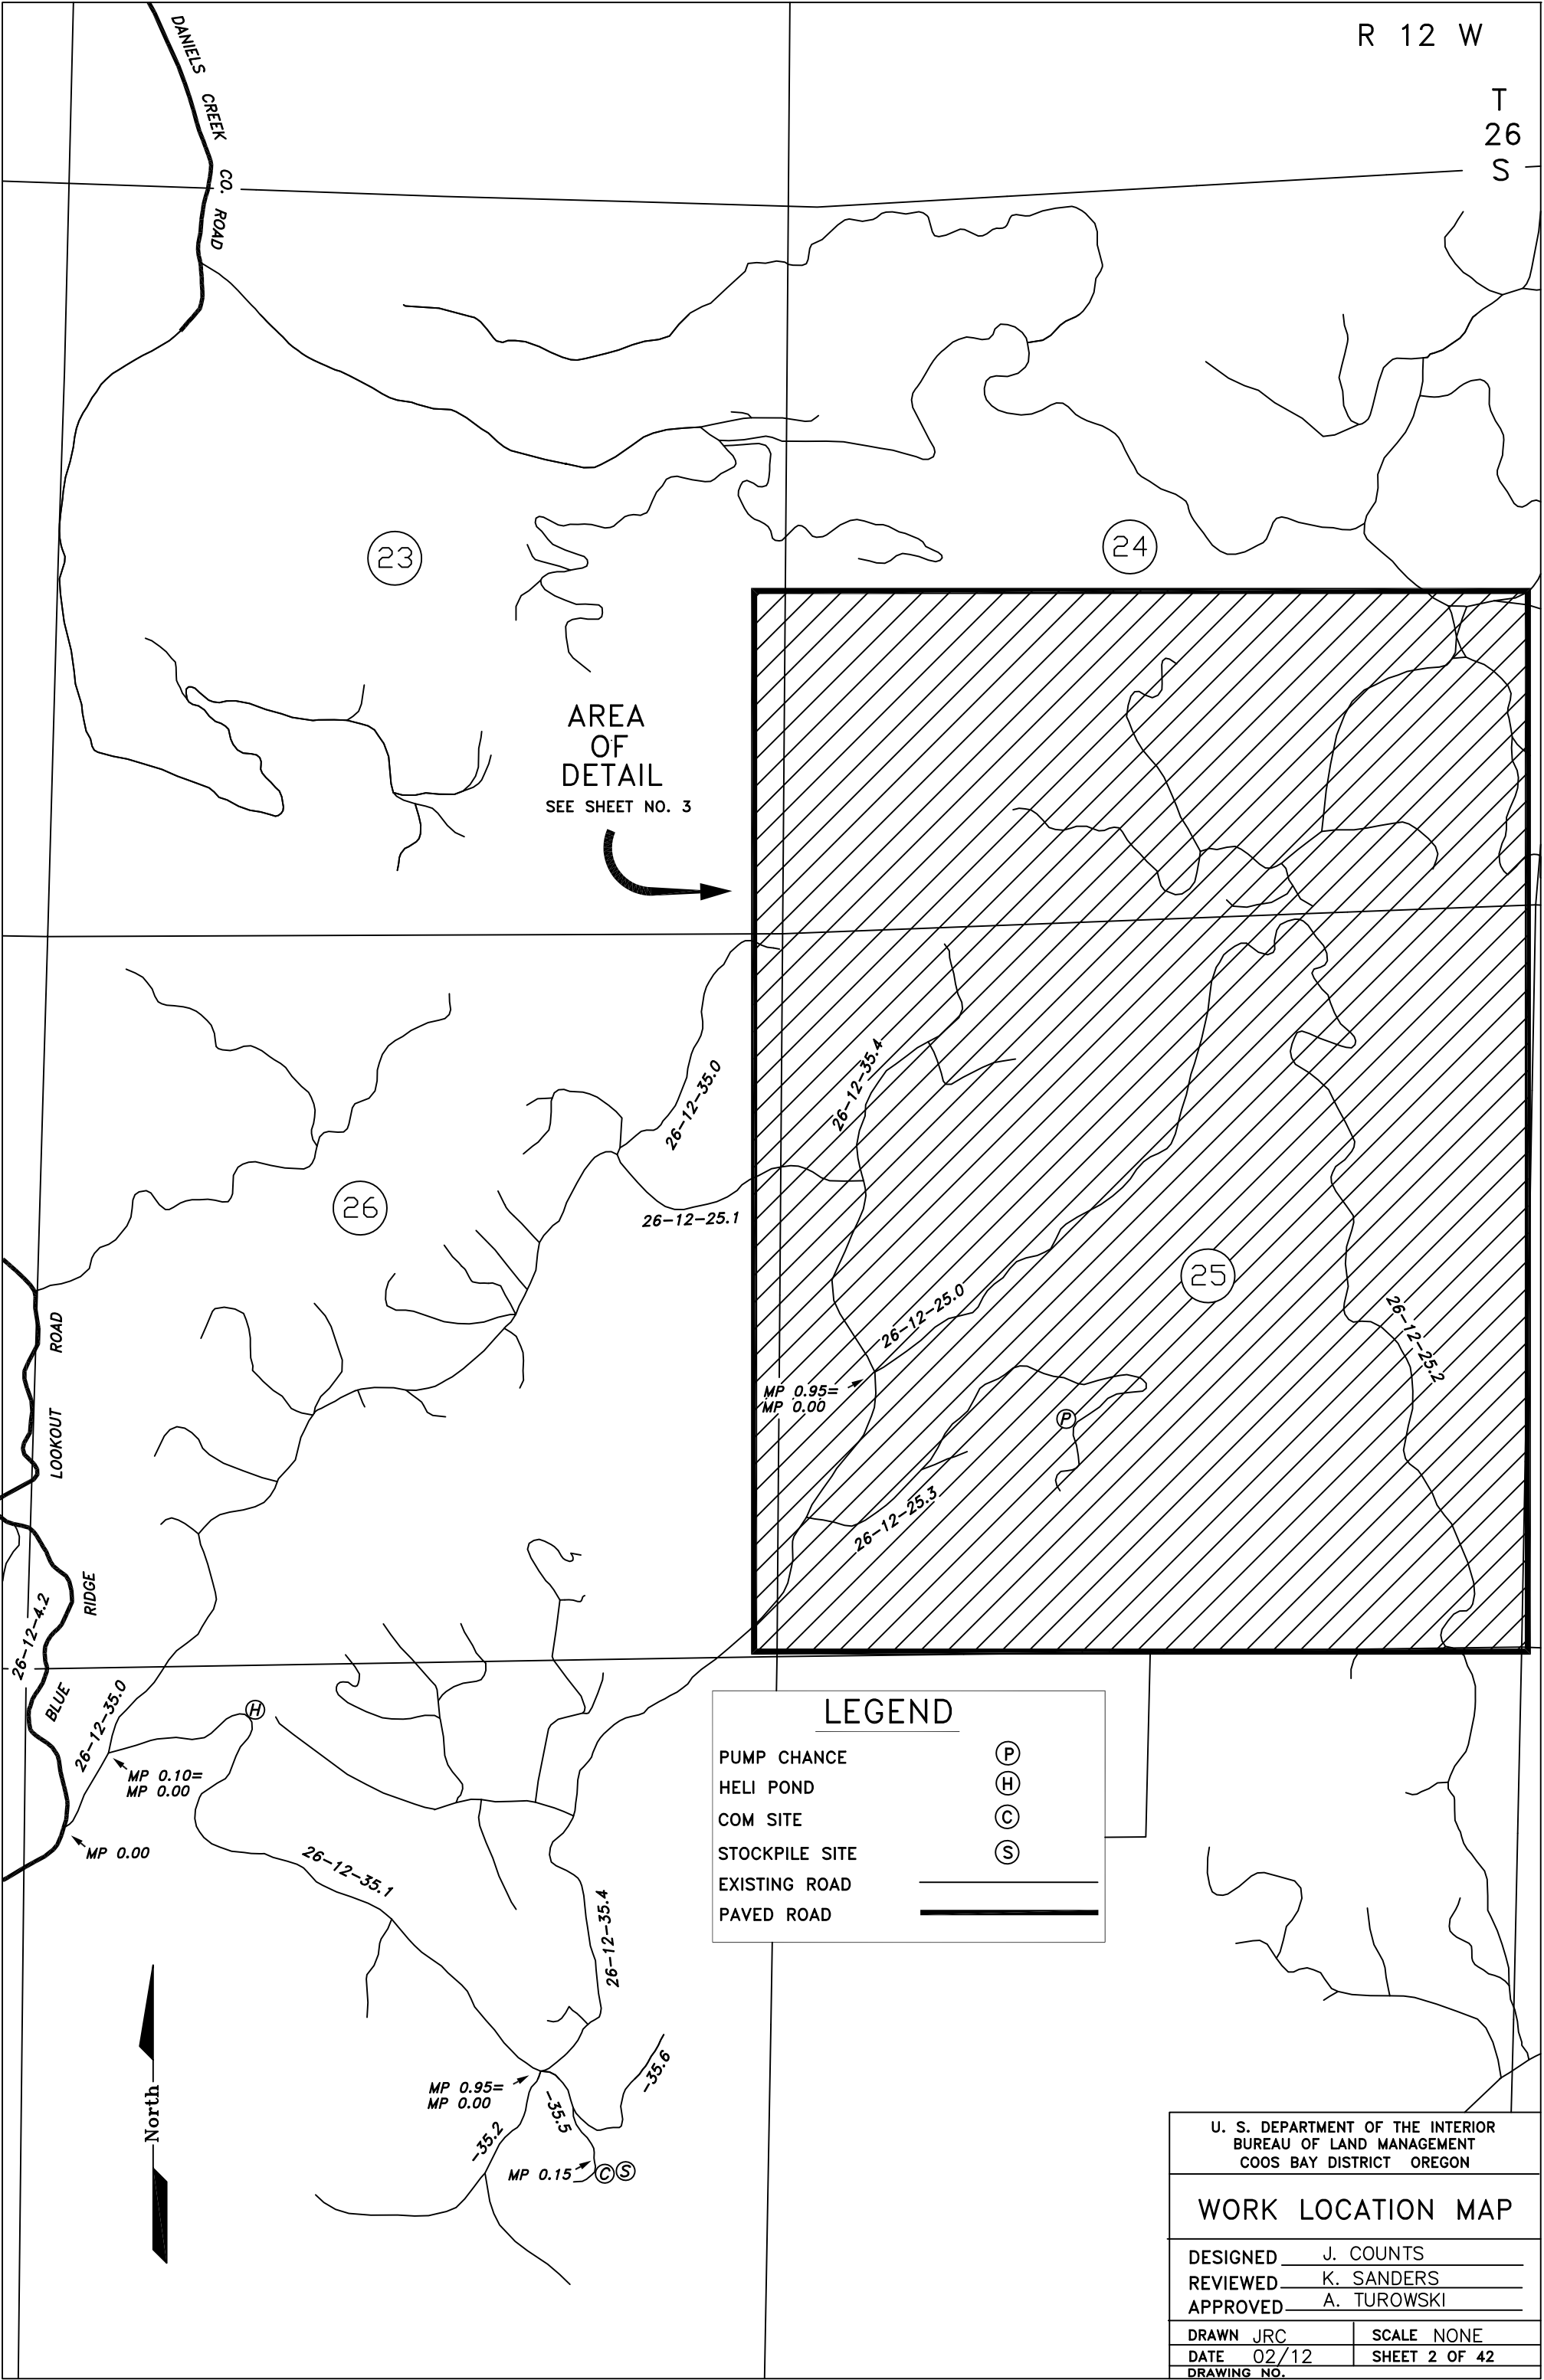 R 12 W
T
26
S
DANIELS CREEK CO. ROAD
23
24
AREA
OF
DETAIL
SEE SHEET NO. 3
26-12-35.0
26-12-35.4
26
26-12-25.1
25
26-12-25.0
26-12-25.2
MP 0.95=
MP 0.00
P
26-12-25.3
BLUE RIDGE LOOKOUT ROAD
26-12-4.2
26-12-35.0
H
MP 0.10=
MP 0.00
MP 0.00
26-12-35.1
26-12-35.4
LEGEND
PUMP CHANCE P
HELI POND H
COM SITE C
STOCKPILE SITE S
EXISTING ROAD
PAVED ROAD
North
MP 0.95=
MP 0.00
-35.6
-35.5
-35.2
MP 0.15 C S
U. S. DEPARTMENT OF THE INTERIOR
BUREAU OF LAND MANAGEMENT
COOS BAY DISTRICT OREGON
WORK LOCATION MAP
DESIGNED J. COUNTS
REVIEWED K. SANDERS
APPROVED A. TUROWSKI
DRAWN JRC SCALE NONE
DATE 02/12 SHEET 2 OF 42
DRAWING NO.